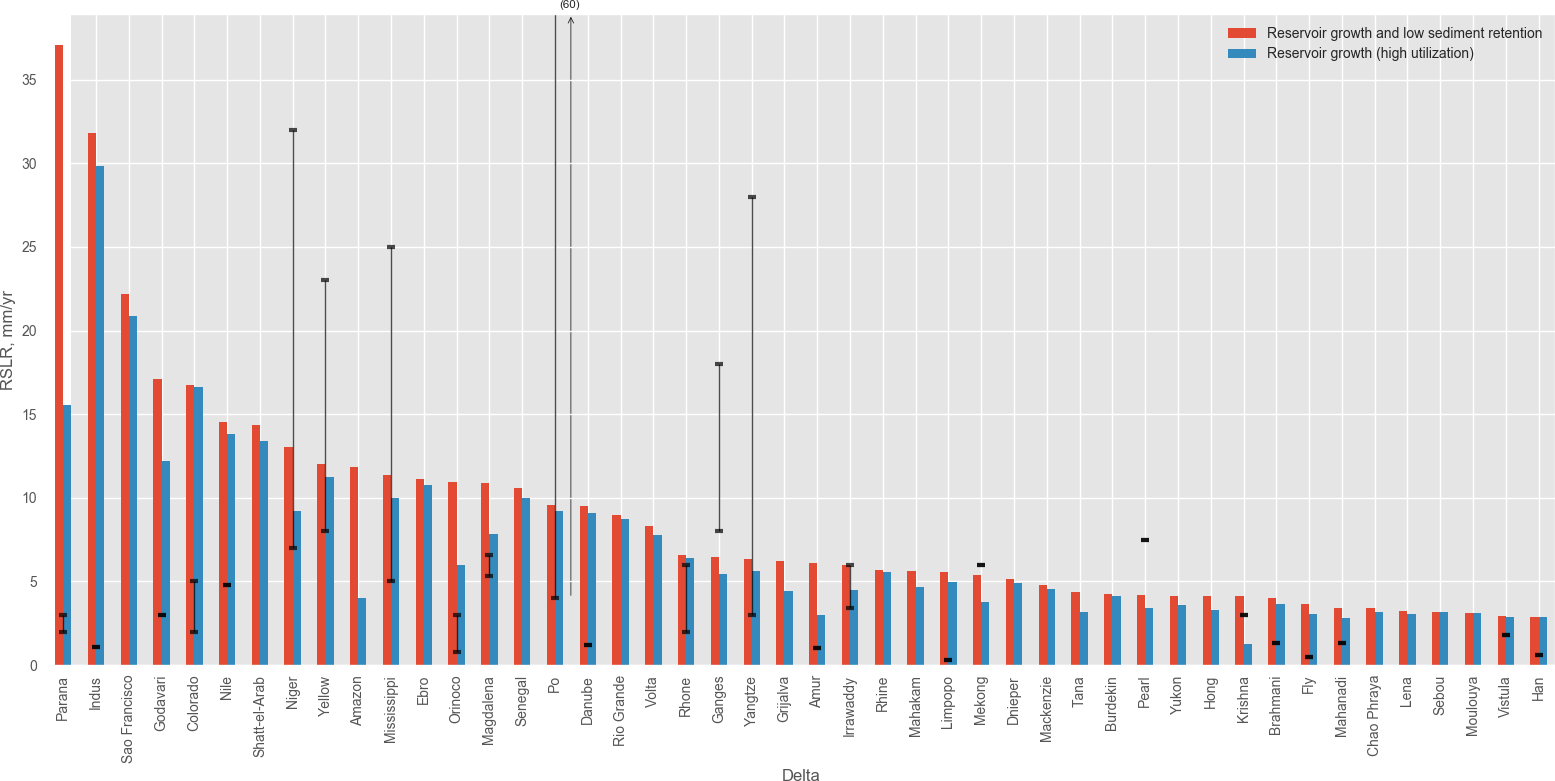 (60)
Reservoir growth and low sediment retention
Reservoir growth (high utilization)
RSLR, mm/yr
35
30
25
20
15
10
5
0
Parana
Indus
Sao Francisco
Godavari
Colorado
Nile
Shatt-el-Arab
Niger
Yellow
Amazon
Mississippi
Ebro
Orinoco
Magdalena
Senegal
Po
Danube
Rio Grande
Volta
Rhone
Ganges
Yangtze
Grijalva
Amur
Irrawaddy
Rhine
Mahakam
Limpopo
Mekong
Dnieper
Mackenzie
Tana
Burdekin
Pearl
Yukon
Hong
Krishna
Brahmani
Fly
Mahanadi
Chao Phraya
Lena
Sebou
Moulouya
Vistula
Han
Delta